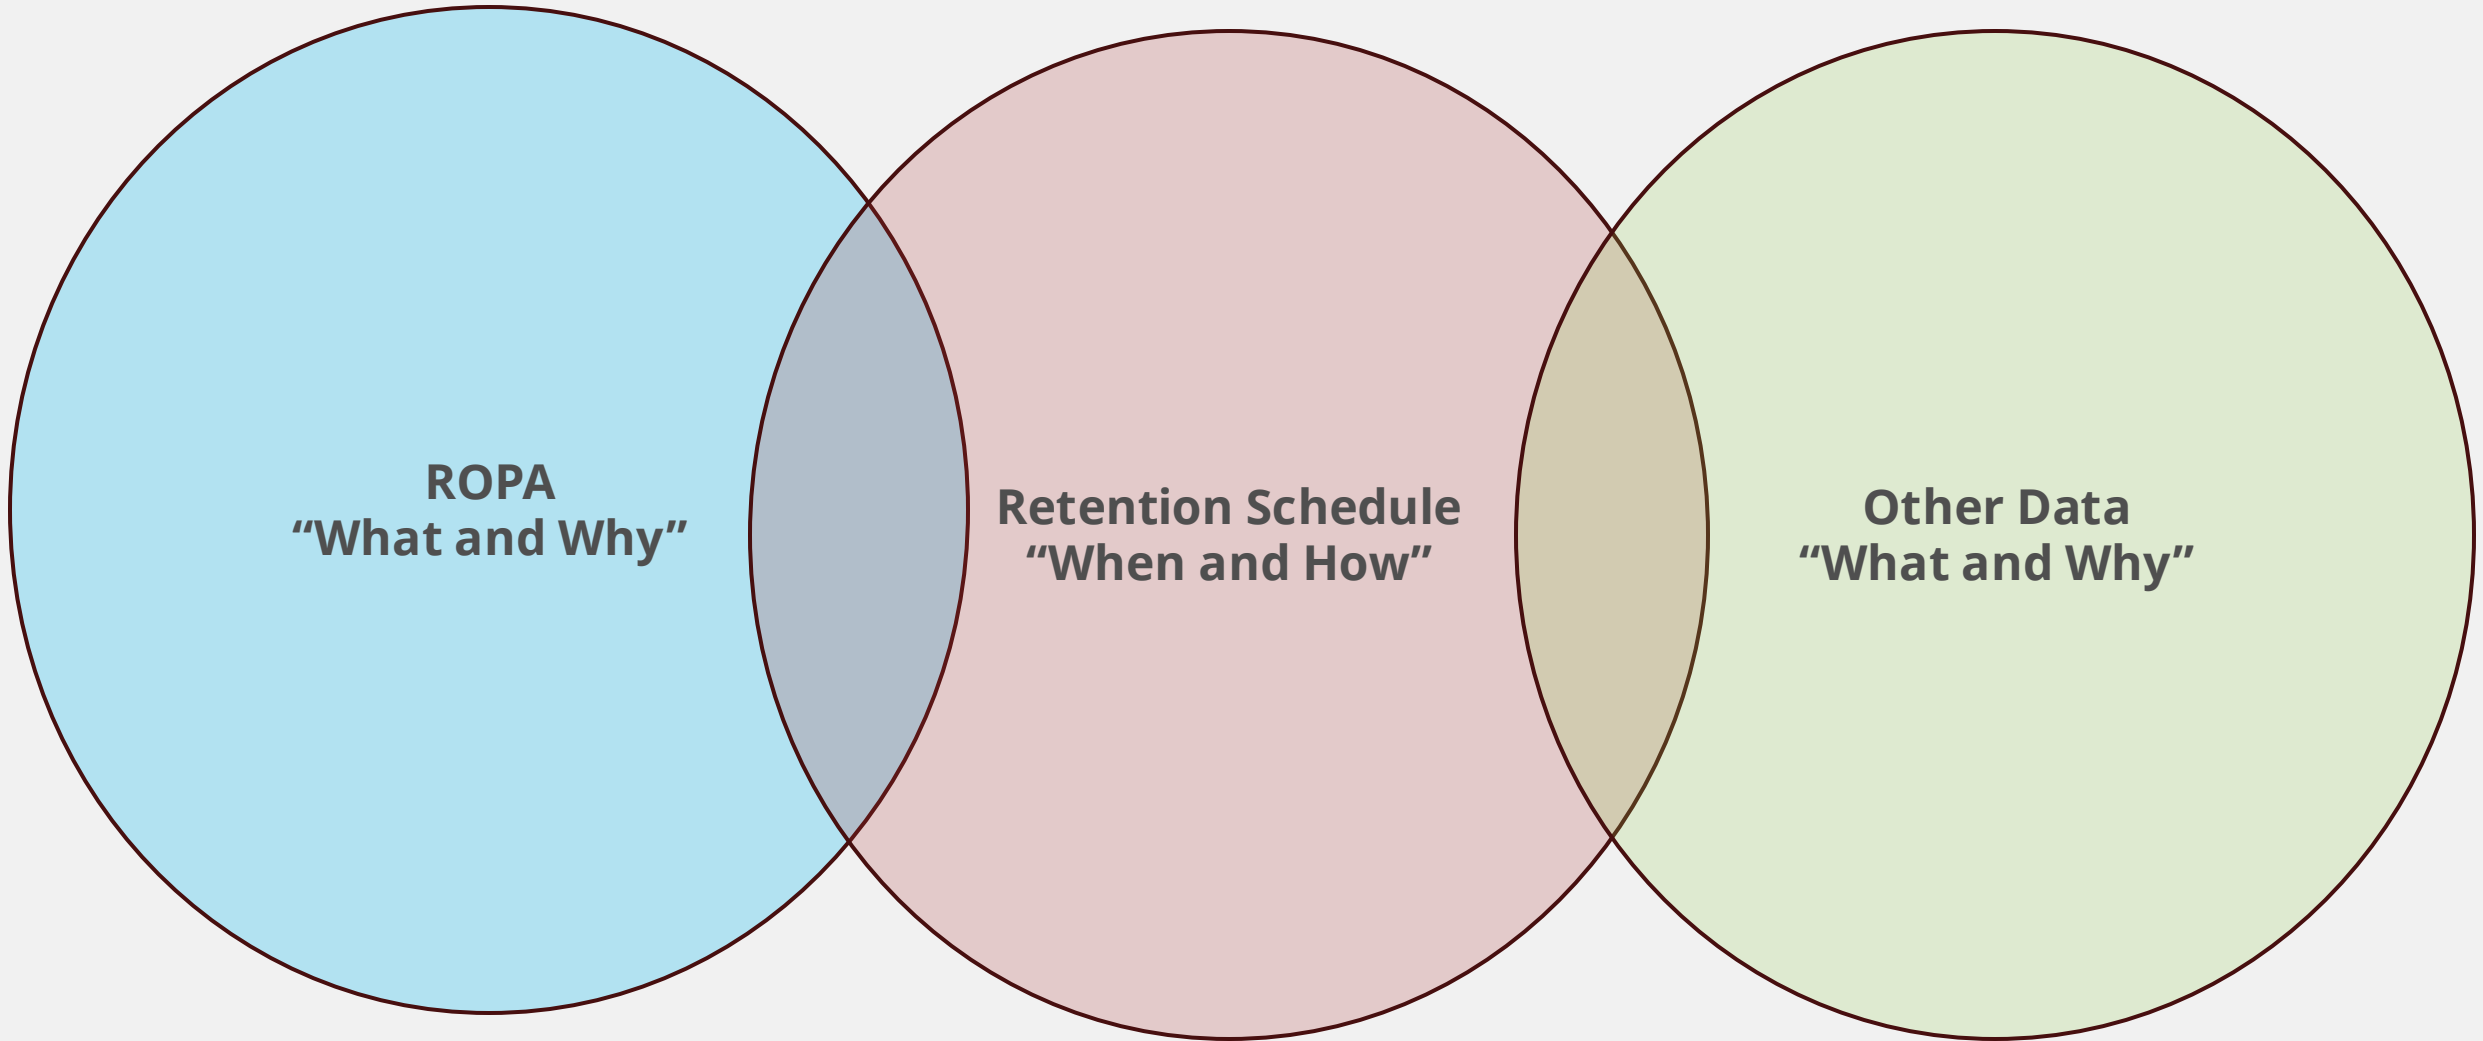 ROPA
“What and Why”
Retention Schedule
“When and How”
Other Data
“What and Why”